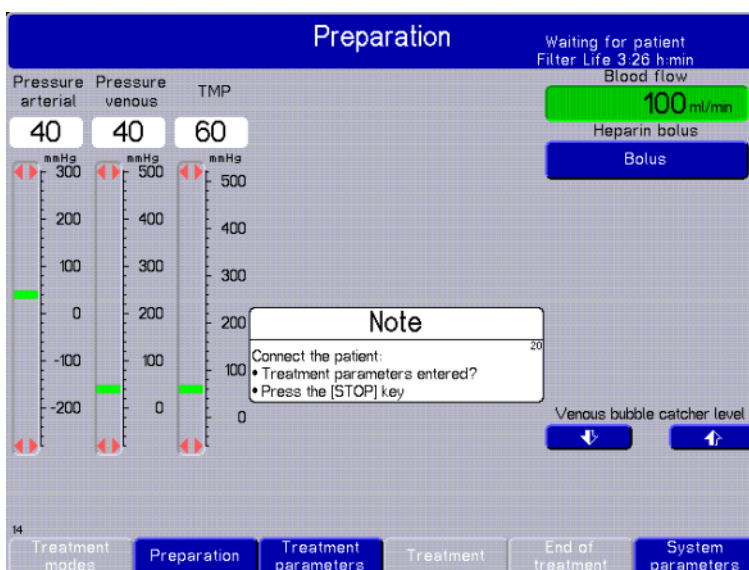 Preparation
Waiting for patient
Filter Life 3:26 h:min
Pressure arterial
Pressure venous
TMP
Blood flow
100 ml/min
40
40
60
Heparin bolus
Bolus
mmHg
mmHg
mmHg
300
500
500
200
400
400
100
300
300
0
200
200
-100
100
100
-200
0
0
Note
20
Connect the patient:
• Treatment parameters entered?
• Press the [STOP] key
Venous bubble catcher level
14
Treatment modes
Preparation
Treatment parameters
Treatment
End of treatment
System parameters